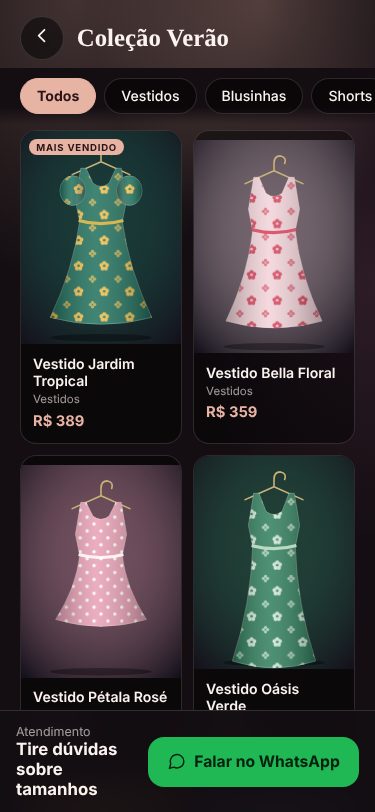 Coleção Verão
Todos
Vestidos
Blusinhas
Shorts
MAIS VENDIDO
Vestido Jardim
Tropical
Vestidos
R$ 389
Vestido Bella Floral
Vestidos
R$ 359
Vestido Pétala Rosé
Vestido Oásis
Verde
Atendimento
Tire dúvidas
sobre
tamanhos
Falar no WhatsApp